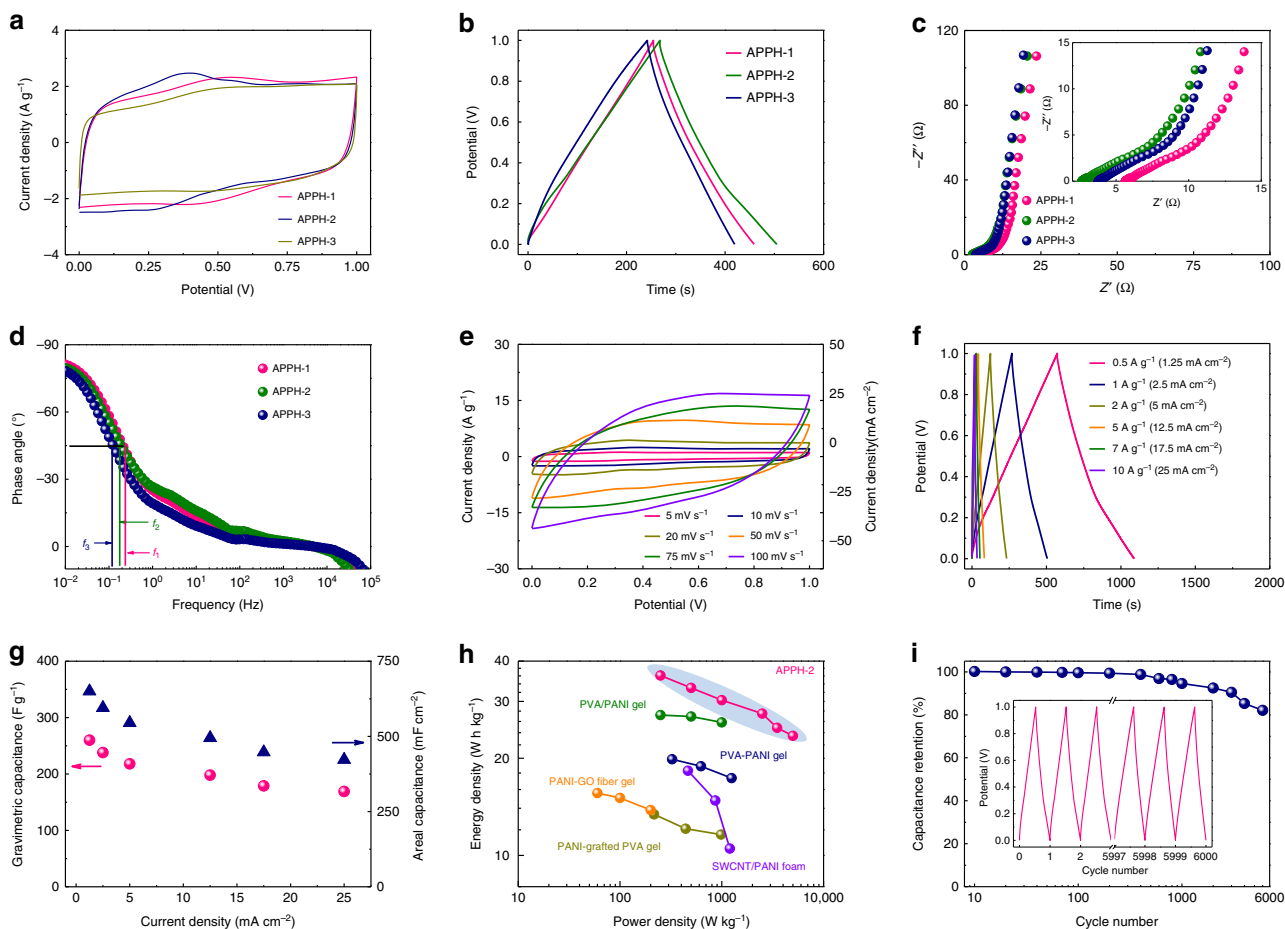 a
Current density (A g⁻¹)
4
2
0
−2
−4
0.00 0.25 0.50 0.75 1.00
Potential (V)
APPH-1
APPH-2
APPH-3
b
Potential (V)
1.0
0.8
0.6
0.4
0.2
0.0
0 200 400 600
Time (s)
APPH-1
APPH-2
APPH-3
c
−Z′′ (Ω)
120
90
60
30
0
0 25 50 75 100
Z′ (Ω)
APPH-1
APPH-2
APPH-3
−Z′′ (Ω)
15
10
5
0
5 10 15
Z′ (Ω)
d
Phase angle (°)
−90
−60
−30
0
10⁻² 10⁻¹ 10⁰ 10¹ 10² 10³ 10⁴ 10⁵
Frequency (Hz)
APPH-1
APPH-2
APPH-3
f₂
f₃
f₁
e
Current density (A g⁻¹)
30
15
0
−15
−30
0.0 0.2 0.4 0.6 0.8 1.0
Potential (V)
Current density(mA cm⁻²)
50
25
0
−25
−50
5 mV s⁻¹ 10 mV s⁻¹
20 mV s⁻¹ 50 mV s⁻¹
75 mV s⁻¹ 100 mV s⁻¹
f
Potential (V)
1.0
0.8
0.6
0.4
0.2
0.0
0 500 1000 1500 2000
Time (s)
0.5 A g⁻¹ (1.25 mA cm⁻²)
1 A g⁻¹ (2.5 mA cm⁻²)
2 A g⁻¹ (5 mA cm⁻²)
5 A g⁻¹ (12.5 mA cm⁻²)
7 A g⁻¹ (17.5 mA cm⁻²)
10 A g⁻¹ (25 mA cm⁻²)
g
Gravimetric capacitance (F g⁻¹)
400
300
200
100
0
0 5 10 15 20 25
Current density (mA cm⁻²)
Areal capacitance (mF cm⁻²)
750
500
250
0
h
Energy density (W h kg⁻¹)
40
30
20
10
10 100 1000 10,000
Power density (W kg⁻¹)
APPH-2
PVA/PANI gel
PVA-PANI gel
PANI-GO fiber gel
PANI-grafted PVA gel
SWCNT/PANI foam
i
Capacitance retention (%)
100
80
60
40
20
0
10 100 1000 6000
Cycle number
Potential (V)
1.0
0.8
0.6
0.4
0.2
0.0
0 1 2 5997 5998 5999 6000
Cycle number